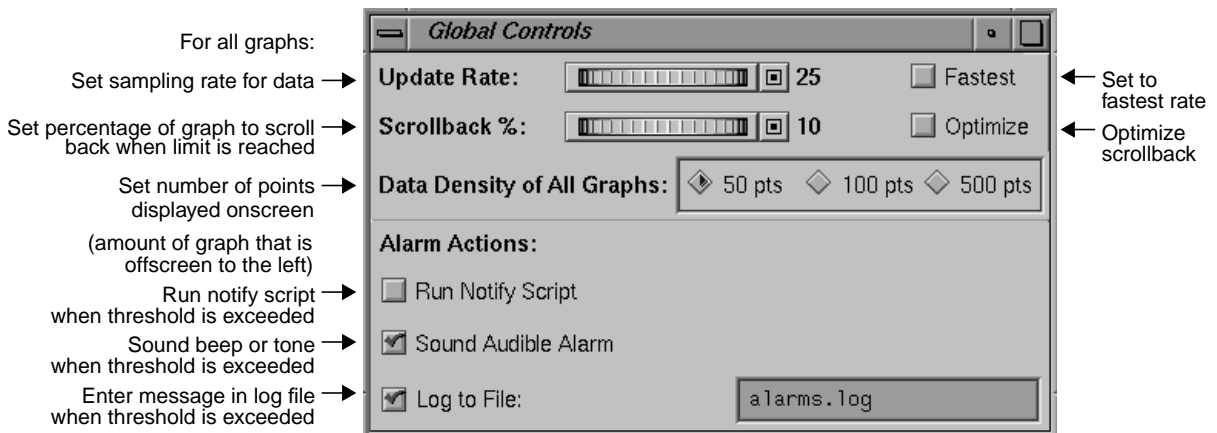 Global Controls
For all graphs:
Set sampling rate for data
Update Rate:
25
Fastest
Set to
fastest rate
Set percentage of graph to scroll
back when limit is reached
Scrollback %:
10
Optimize
Optimize
scrollback
Set number of points
displayed onscreen
(amount of graph that is
offscreen to the left)
Data Density of All Graphs:
50 pts
100 pts
500 pts
Alarm Actions:
Run notify script
when threshold is exceeded
Run Notify Script
Sound beep or tone
when threshold is exceeded
Sound Audible Alarm
Enter message in log file
when threshold is exceeded
Log to File:
alarms.log